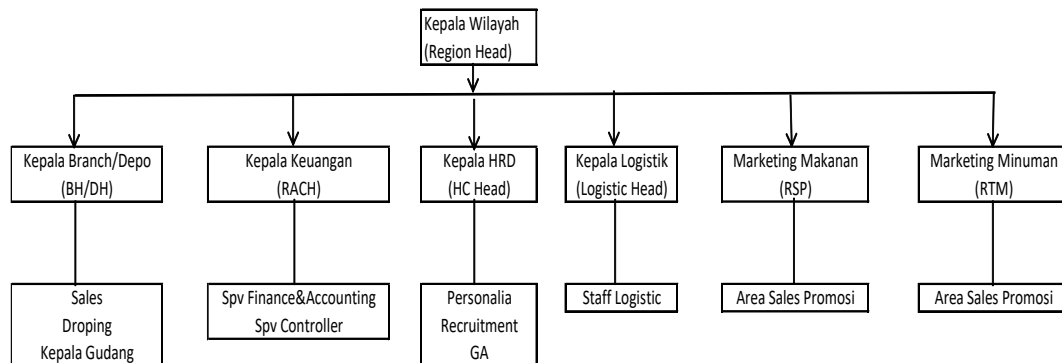 Kepala Wilayah
(Region Head)
Kepala Branch/Depo
(BH/DH)
Kepala Keuangan
(RACH)
Kepala HRD
(HC Head)
Kepala Logistik
(Logistic Head)
Marketing Makanan
(RSP)
Marketing Minuman
(RTM)
Sales
Droping
Kepala Gudang
Spv Finance&Accounting
Spv Controller
Personalia
Recruitment
GA
Staff Logistic
Area Sales Promosi
Area Sales Promosi